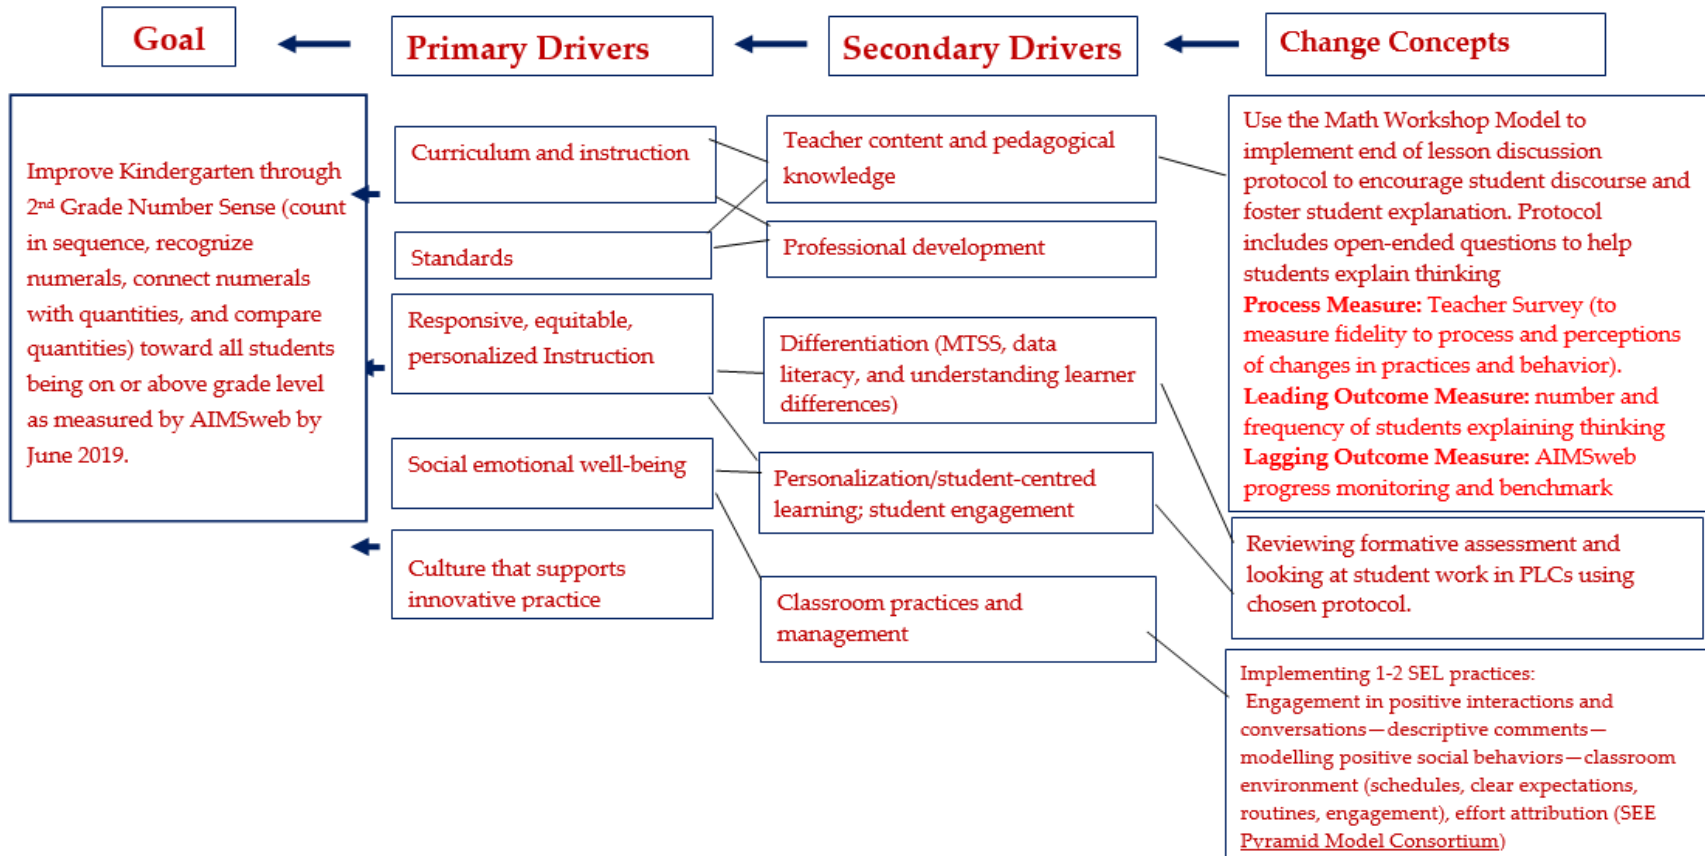 Goal
Primary Drivers
Secondary Drivers
Change Concepts
Improve Kindergarten through
2nd Grade Number Sense (count
in sequence, recognize
numerals, connect numerals
with quantities, and compare
quantities) toward all students
being on or above grade level
as measured by AIMSweb by
June 2019.
Curriculum and instruction
Standards
Responsive, equitable,
personalized Instruction
Social emotional well-being
Culture that supports
innovative practice
Teacher content and pedagogical
knowledge
Professional development
Differentiation (MTSS, data
literacy, and understanding learner
differences)
Personalization/student-centred
learning; student engagement
Classroom practices and
management
Use the Math Workshop Model to
implement end of lesson discussion
protocol to encourage student discourse and
foster student explanation. Protocol
includes open-ended questions to help
students explain thinking
Process Measure: Teacher Survey (to
measure fidelity to process and perceptions
of changes in practices and behavior).
Leading Outcome Measure: number and
frequency of students explaining thinking
Lagging Outcome Measure: AIMSweb
progress monitoring and benchmark
Reviewing formative assessment and
looking at student work in PLCs using
chosen protocol.
Implementing 1-2 SEL practices:
Engagement in positive interactions and
conversations—descriptive comments—
modelling positive social behaviors—classroom
environment (schedules, clear expectations,
routines, engagement), effort attribution (SEE
Pyramid Model Consortium)